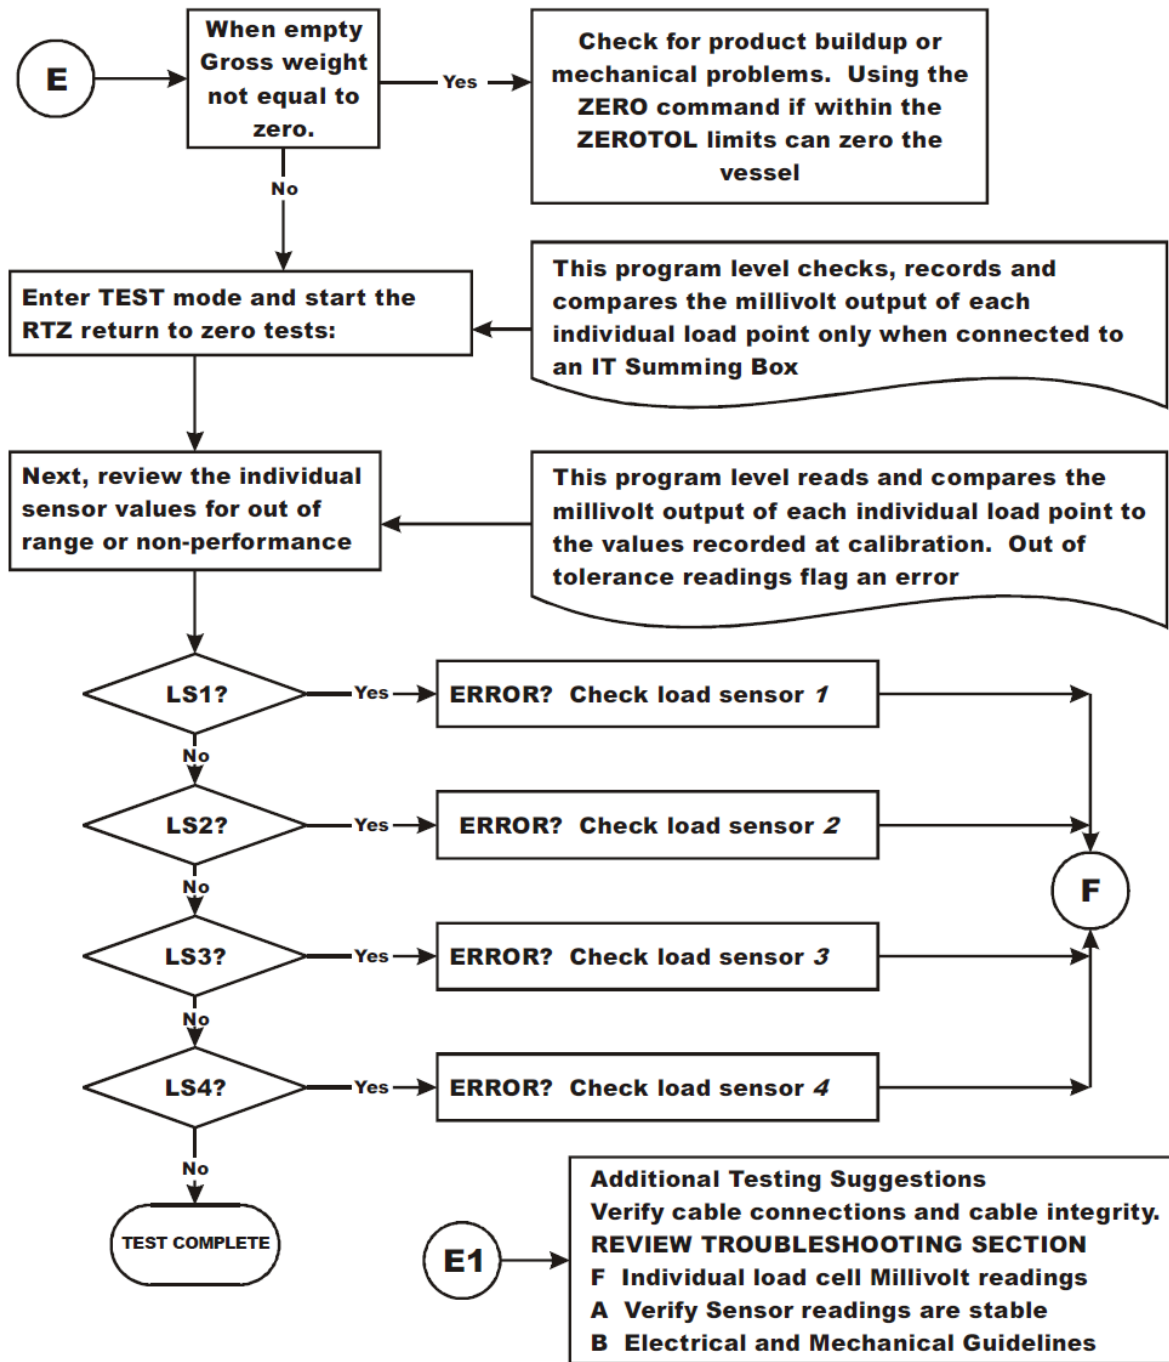 E
When empty
Gross weight
not equal to
zero.
Yes
Check for product buildup or
mechanical problems.  Using the
ZERO command if within the
ZEROTOL limits can zero the
vessel
No
Enter TEST mode and start the
RTZ return to zero tests:
This program level checks, records and
compares the millivolt output of each
individual load point only when connected to
an IT Summing Box
Next, review the individual
sensor values for out of
range or non-performance
This program level reads and compares the
millivolt output of each individual load point to
the values recorded at calibration.  Out of
tolerance readings flag an error
LS1?
Yes
ERROR?  Check load sensor 1
No
LS2?
Yes
ERROR?  Check load sensor 2
F
No
LS3?
Yes
ERROR?  Check load sensor 3
No
LS4?
Yes
ERROR?  Check load sensor 4
No
TEST COMPLETE
E1
Additional Testing Suggestions
Verify cable connections and cable integrity.
REVIEW TROUBLESHOOTING SECTION
F  Individual load cell Millivolt readings
A  Verify Sensor readings are stable
B  Electrical and Mechanical Guidelines